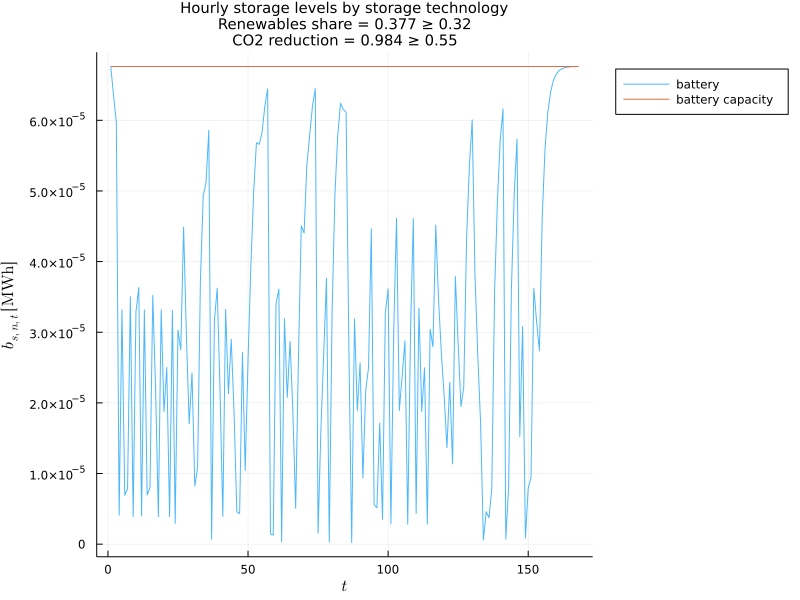 Hourly storage levels by storage technology
Renewables share = 0.377 ≥ 0.32
CO2 reduction = 0.984 ≥ 0.55
battery
battery capacity
6.0×10⁻⁵
5.0×10⁻⁵
4.0×10⁻⁵
3.0×10⁻⁵
2.0×10⁻⁵
1.0×10⁻⁵
0
b_{s,n,t} [MWh]
0 50 100 150
t